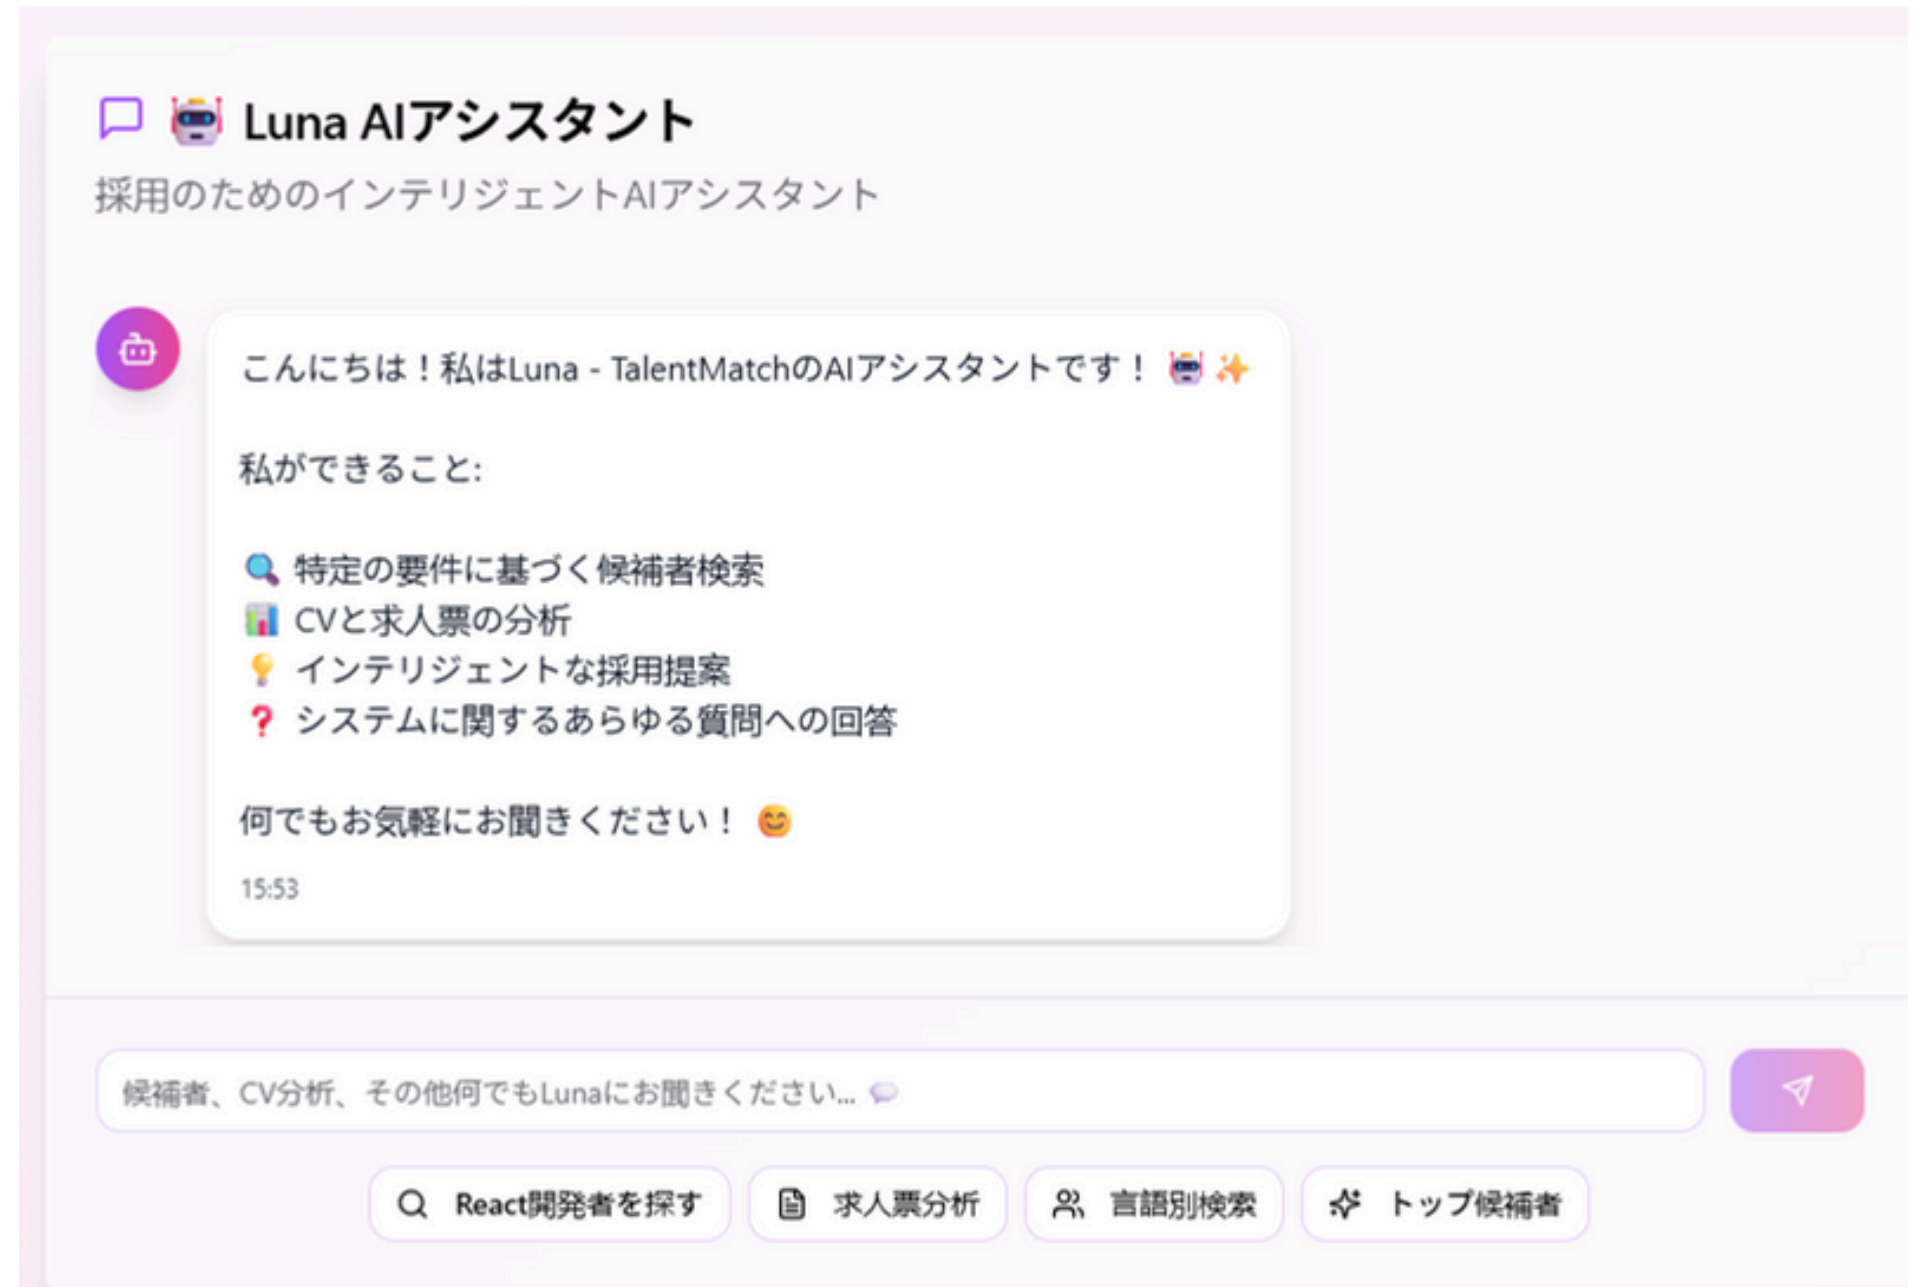 Luna AIアシスタント
採用のためのインテリジェントAIアシスタント
こんにちは！私はLuna - TalentMatchのAIアシスタントです！ 🤖 ✨
私ができること:
🔍 特定の要件に基づく候補者検索
📊 CVと求人票の分析
💡 インテリジェントな採用提案
❓ システムに関するあらゆる質問への回答
何でもお気軽にお聞きください！ 😊
15:53
候補者、CV分析、その他何でもLunaにお聞きください... 💬
React開発者を探す
求人票分析
言語別検索
トップ候補者